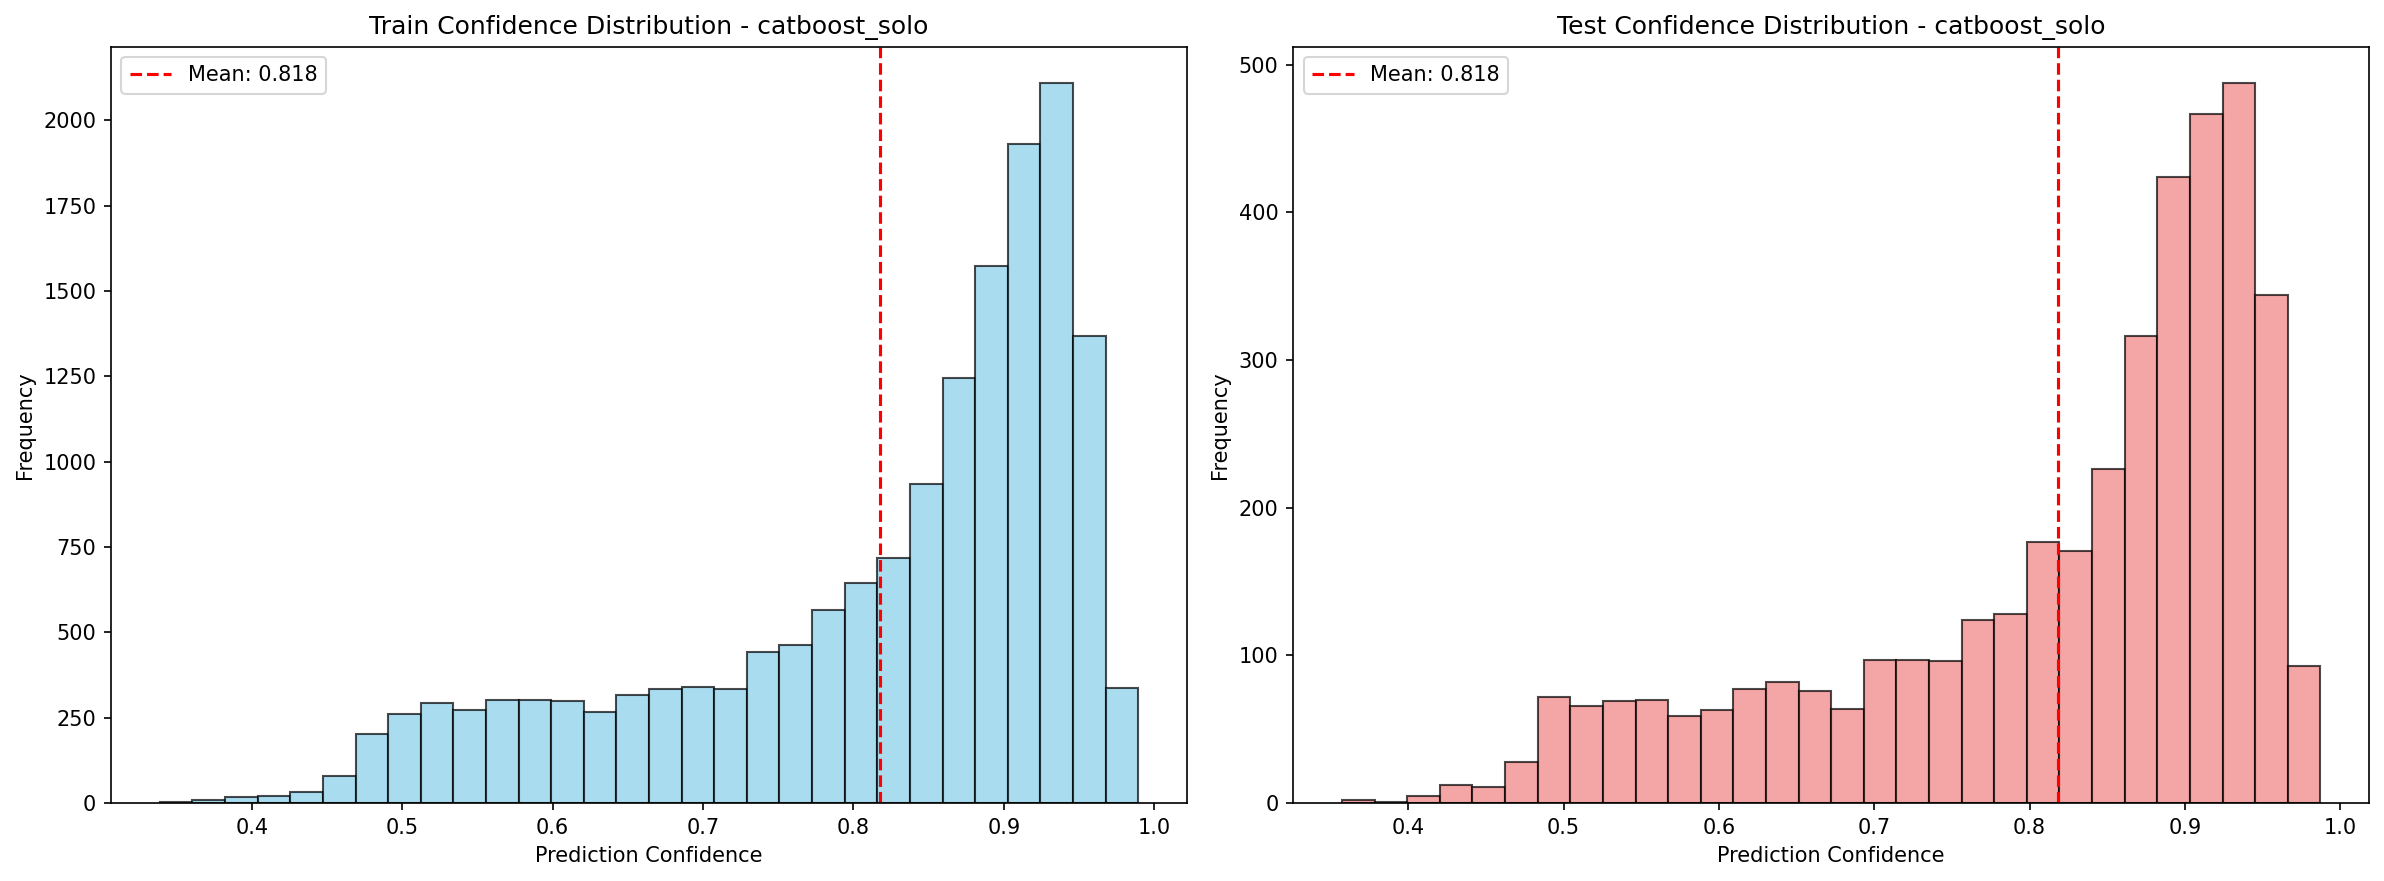 Train Confidence Distribution - catboost_solo
Mean: 0.818
2000
1750
1500
1250
1000
750
500
250
0
Frequency
0.4 0.5 0.6 0.7 0.8 0.9 1.0
Prediction Confidence
Test Confidence Distribution - catboost_solo
Mean: 0.818
500
400
300
200
100
0
Frequency
0.4 0.5 0.6 0.7 0.8 0.9 1.0
Prediction Confidence